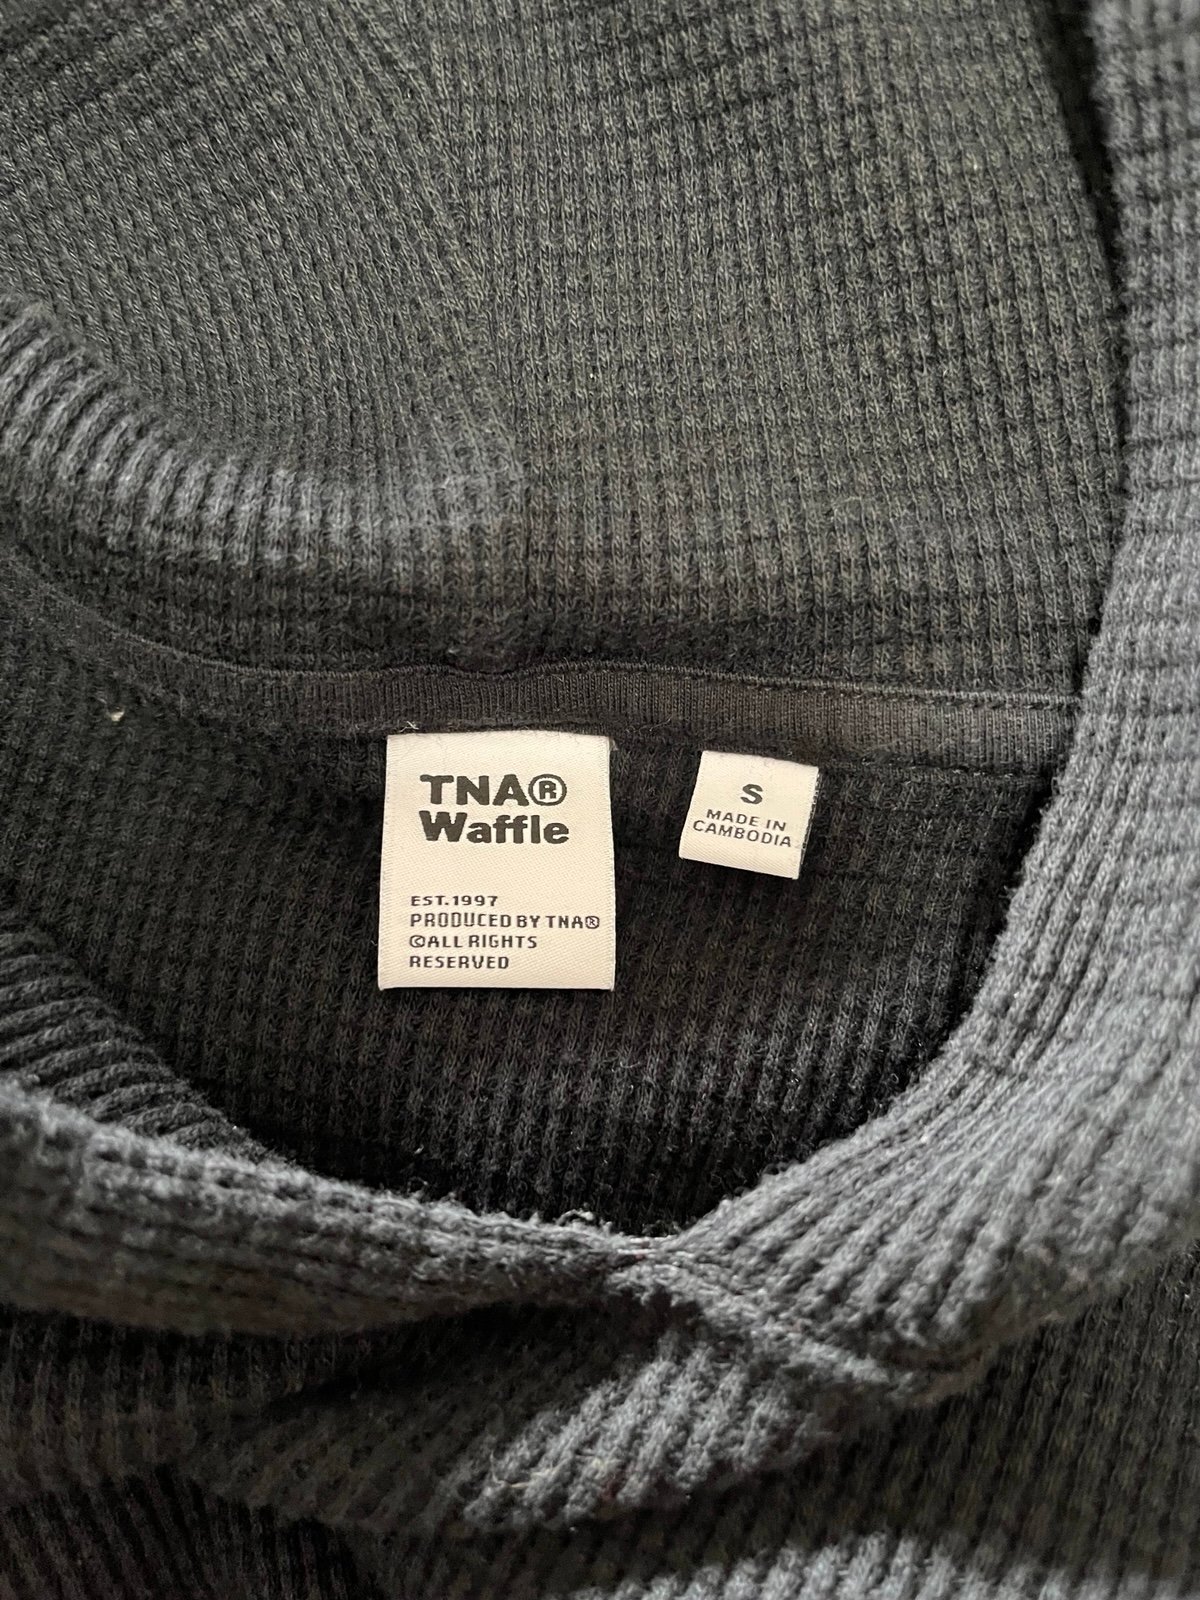 TNA®
Waffle
EST.1997
PRODUCED BY TNA®
©ALL RIGHTS
RESERVED
S
MADE IN
CAMBODIA